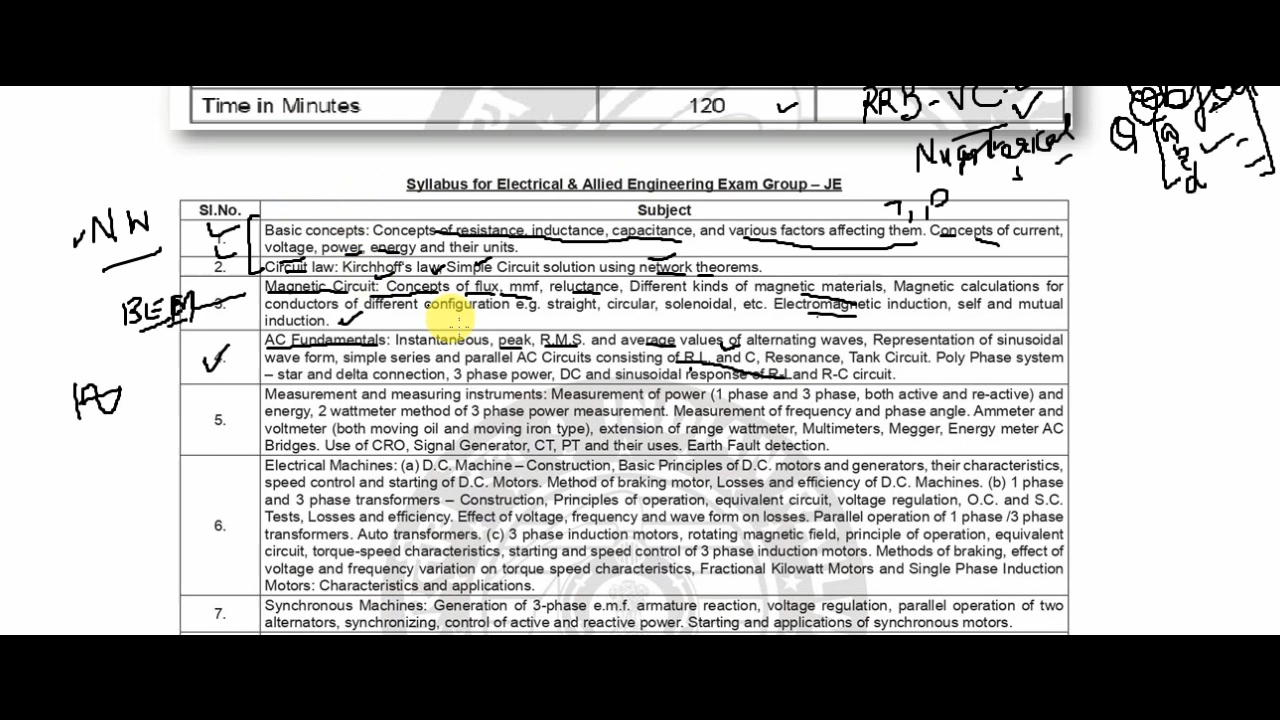 Time in Minutes 120
RRB -
Syllabus for Electrical & Allied Engineering Exam Group – JE
Sl.No. Subject
NW
1. Basic concepts: Concepts of resistance, inductance, capacitance, and various factors affecting them. Concepts of current,
voltage, power, energy and their units.
2. Circuit law: Kirchhoff's law, Simple Circuit solution using network theorems.
Magnetic Circuit: Concepts of flux, mmf, reluctance, Different kinds of magnetic materials, Magnetic calculations for
3. conductors of different configuration e.g. straight, circular, solenoidal, etc. Electromagnetic induction, self and mutual
induction.
AC Fundamentals: Instantaneous, peak, R.M.S. and average values of alternating waves, Representation of sinusoidal
4. wave form, simple series and parallel AC Circuits consisting of R.L. and C, Resonance, Tank Circuit. Poly Phase system
– star and delta connection, 3 phase power, DC and sinusoidal response of R-L and R-C circuit.
Measurement and measuring instruments: Measurement of power (1 phase and 3 phase, both active and re-active) and
energy, 2 wattmeter method of 3 phase power measurement. Measurement of frequency and phase angle. Ammeter and
5. voltmeter (both moving oil and moving iron type), extension of range wattmeter, Multimeters, Megger, Energy meter AC
Bridges. Use of CRO, Signal Generator, CT, PT and their uses. Earth Fault detection.
Electrical Machines: (a) D.C. Machine – Construction, Basic Principles of D.C. motors and generators, their characteristics,
speed control and starting of D.C. Motors. Method of braking motor, Losses and efficiency of D.C. Machines. (b) 1 phase
and 3 phase transformers – Construction, Principles of operation, equivalent circuit, voltage regulation, O.C. and S.C.
6. Tests, Losses and efficiency. Effect of voltage, frequency and wave form on losses. Parallel operation of 1 phase /3 phase
transformers. Auto transformers. (c) 3 phase induction motors, rotating magnetic field, principle of operation, equivalent
circuit, torque-speed characteristics, starting and speed control of 3 phase induction motors. Methods of braking, effect of
voltage and frequency variation on torque speed characteristics, Fractional Kilowatt Motors and Single Phase Induction
Motors: Characteristics and applications.
7. Synchronous Machines: Generation of 3-phase e.m.f. armature reaction, voltage regulation, parallel operation of two
alternators, synchronizing, control of active and reactive power. Starting and applications of synchronous motors.